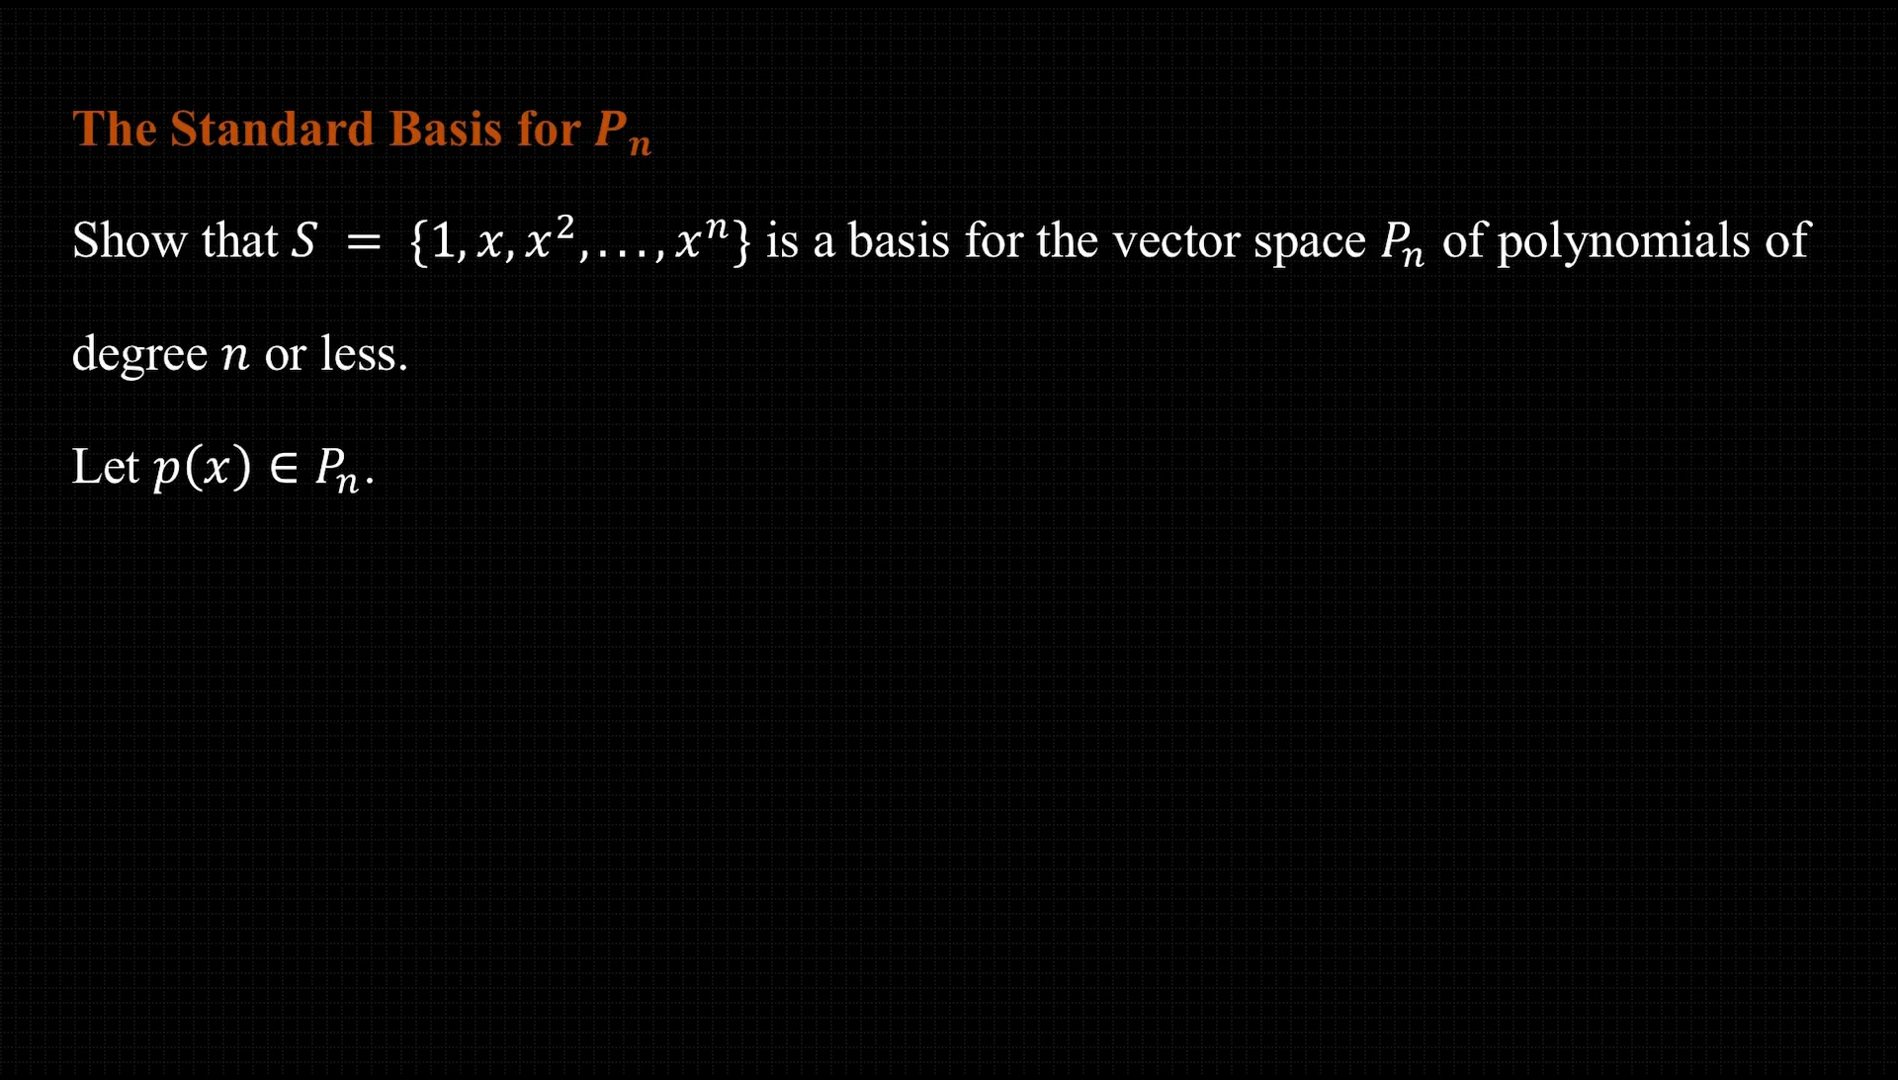 The Standard Basis for Pₙ
Show that S = {1, x, x², . . . , xⁿ} is a basis for the vector space Pₙ of polynomials of
degree n or less.
Let p(x) ∈ Pₙ.